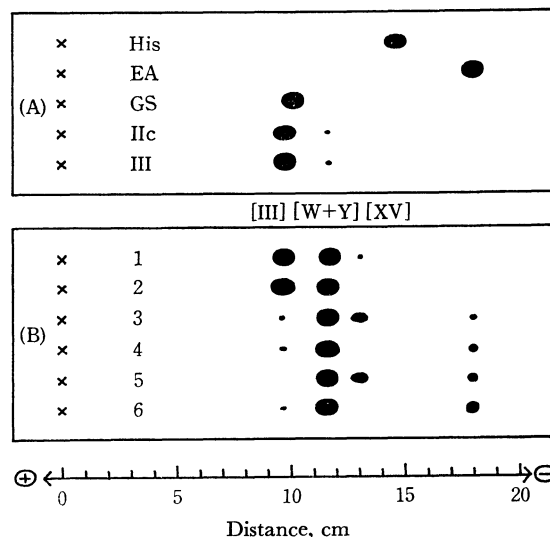 (A)
× His
× EA
× GS
× IIc
× III
[III] [W+Y] [XV]
(B)
× 1
× 2
× 3
× 4
× 5
× 6
⊕ ⊖
0 5 10 15 20
Distance, cm